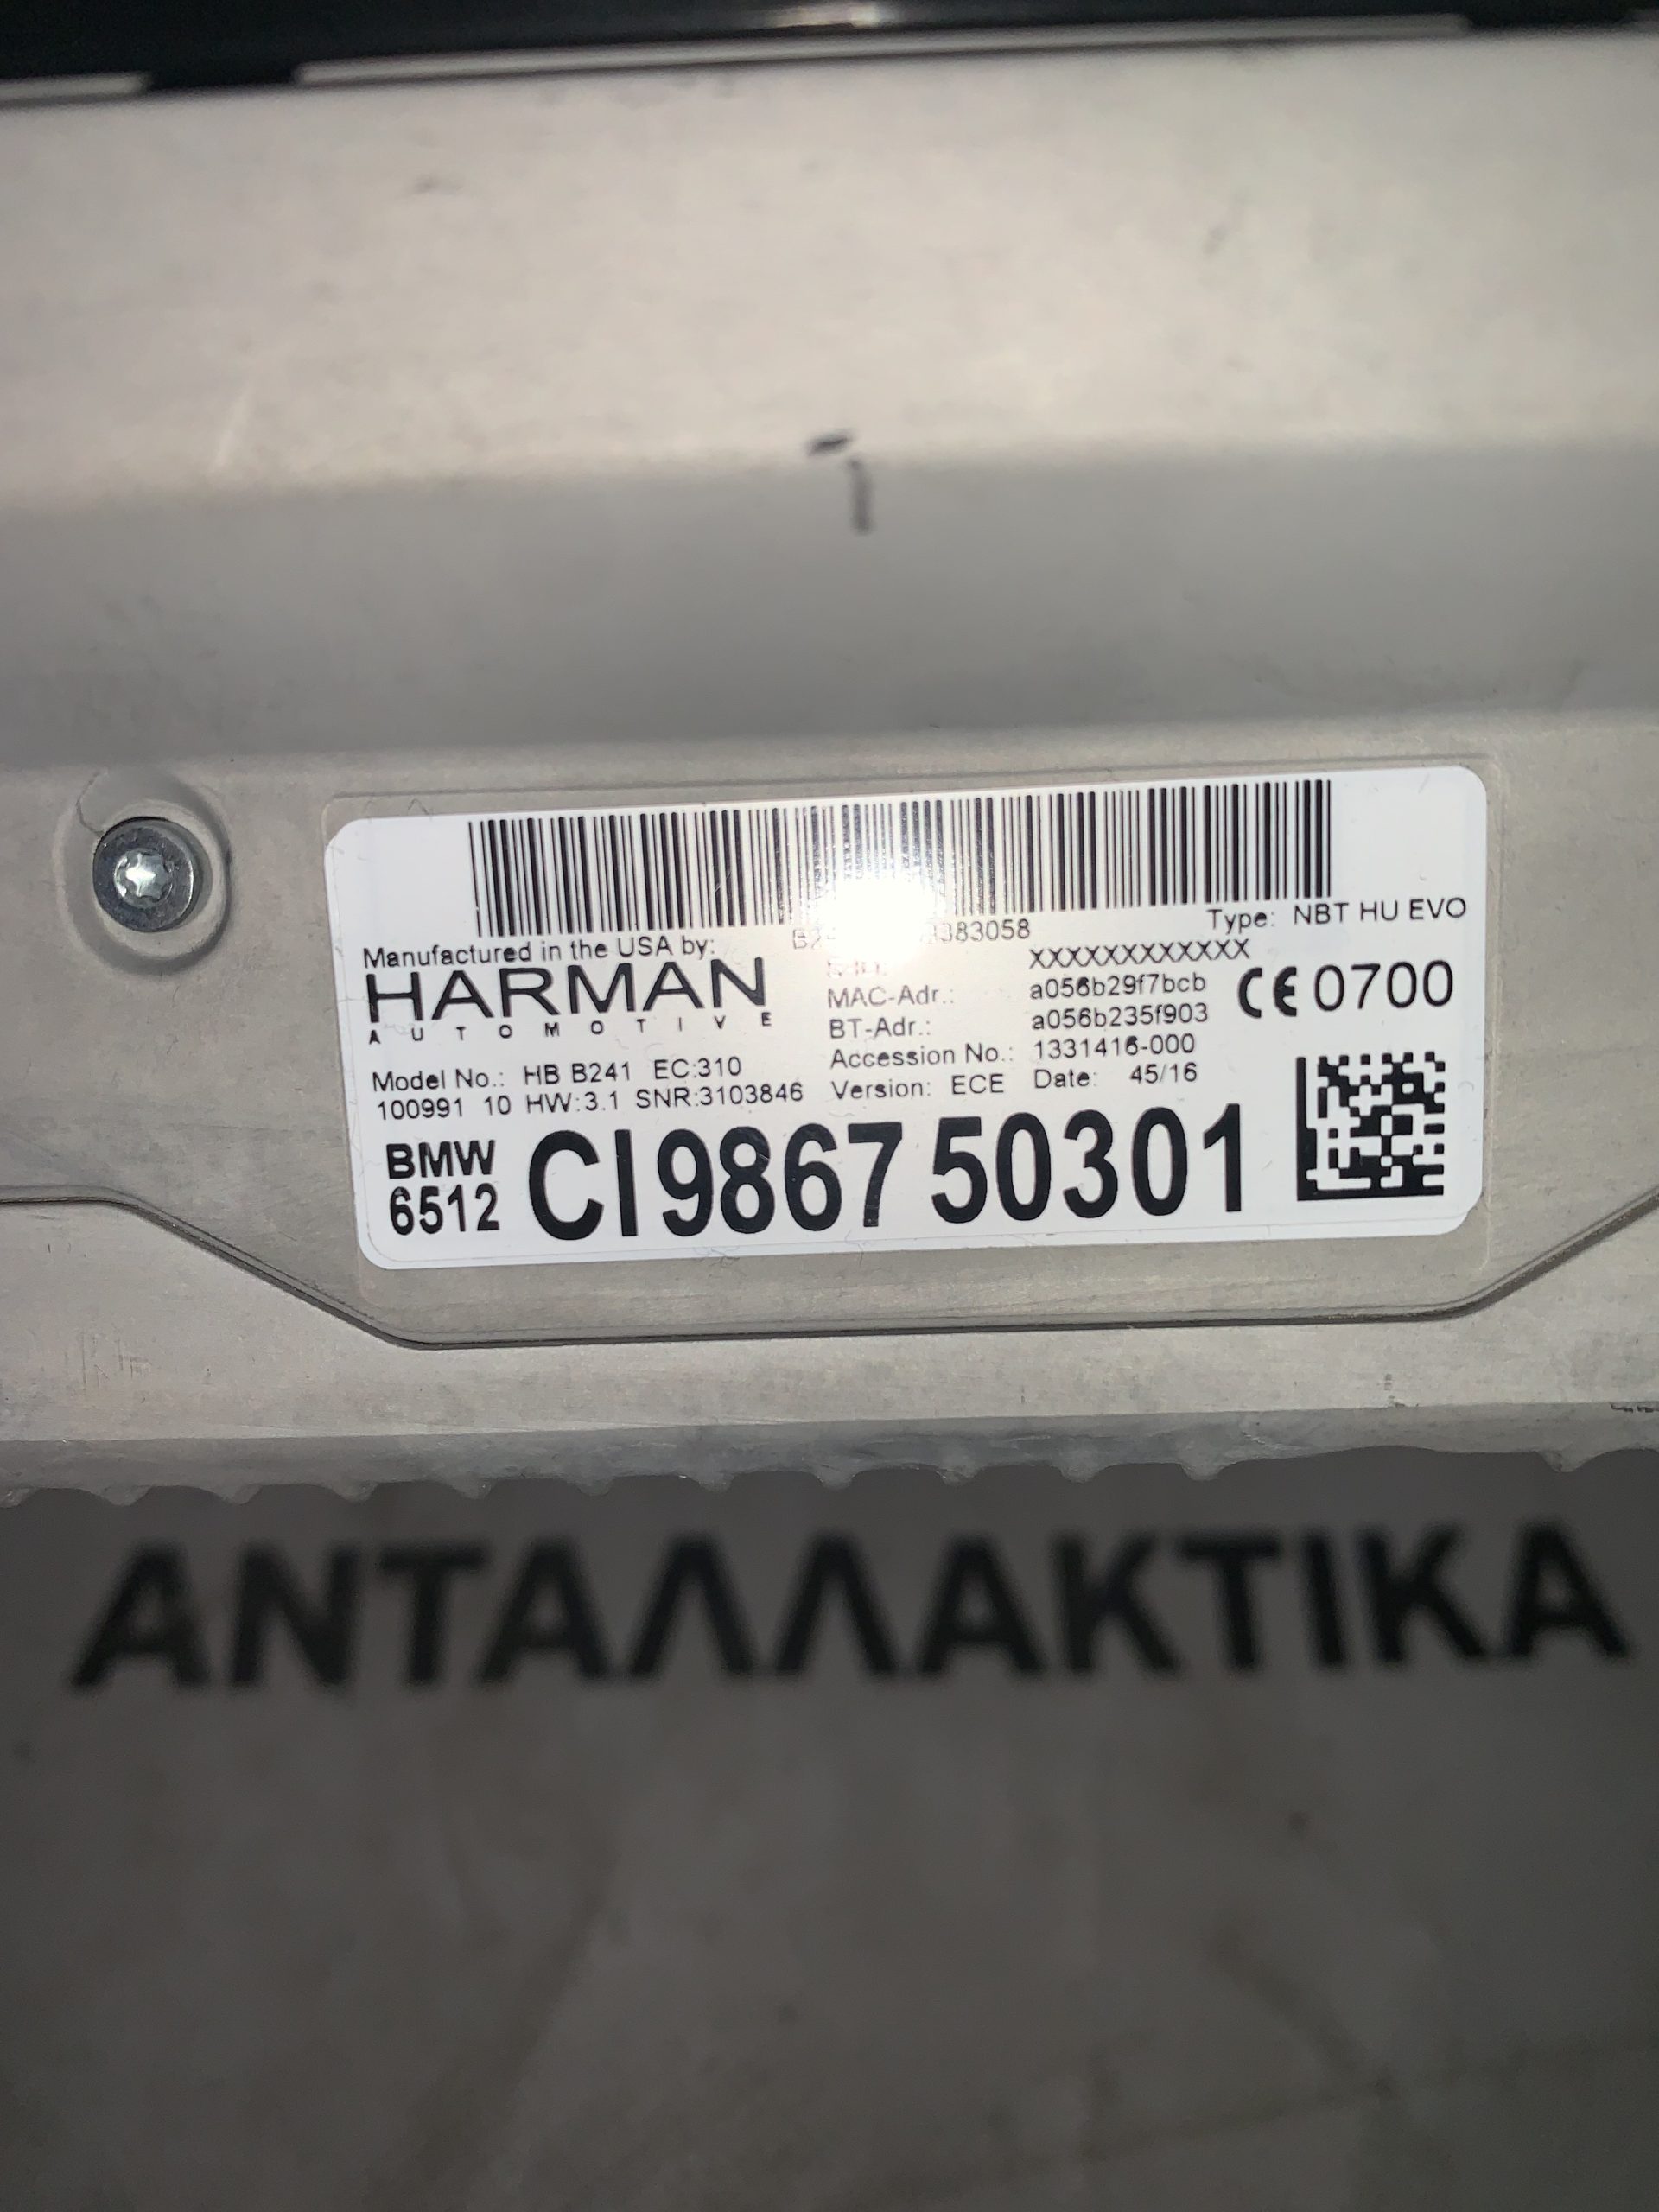 383058
Type: NBT HU EVO
Manufactured in the USA by:
HARMAN
AUTOMOTIVE
XXXXXXXXXXXX
MAC-Adr.: a056b29f7bcb
BT-Adr.: a056b235f903
CE 0700
Accession No.: 1331416-000
Model No.: HB B241 EC:310
Version: ECE Date: 45/16
100991 10 HW:3.1 SNR:3103846
BMW
6512
CI9867 50301
ΑΝΤΑΛΛΑΚΤΙΚΑ